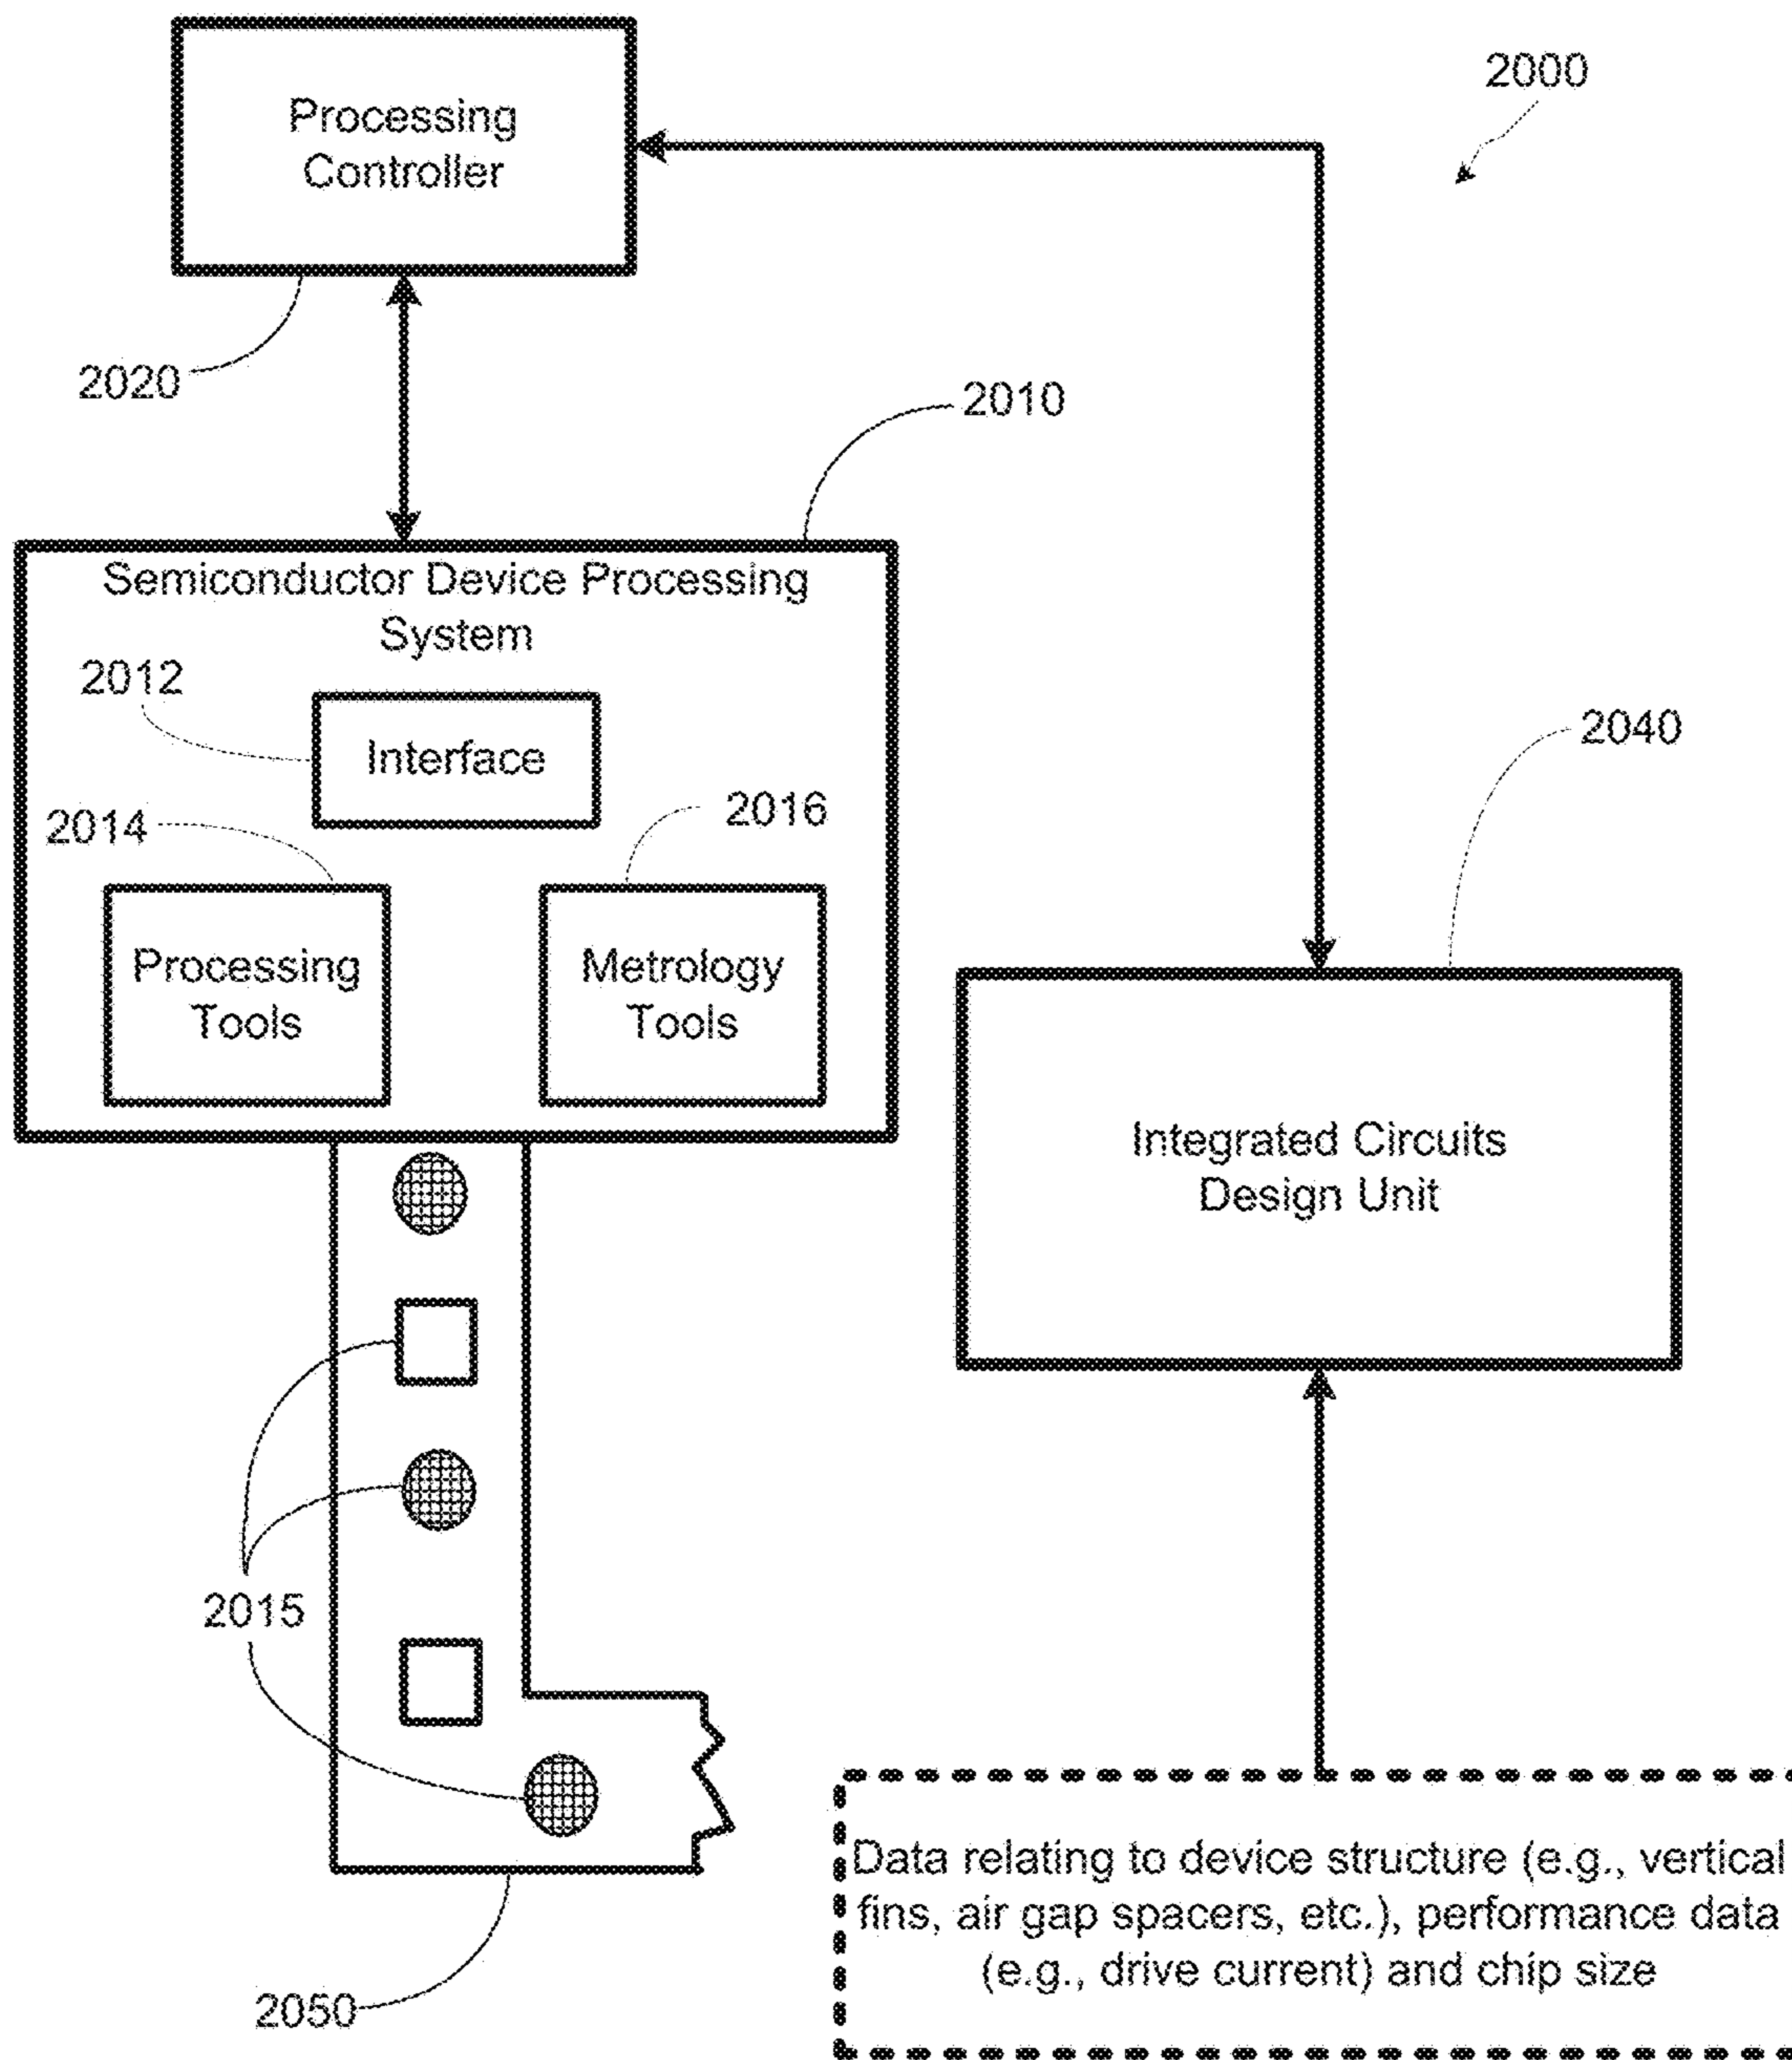 2000
Processing
Controller
2020
2010
Semiconductor Device Processing
System
2012
Interface
2014
2016
Processing
Tools
Metrology
Tools
2040
Integrated Circuits
Design Unit
2015
Data relating to device structure (e.g., vertical
fins, air gap spacers, etc.), performance data
(e.g., drive current) and chip size
2050